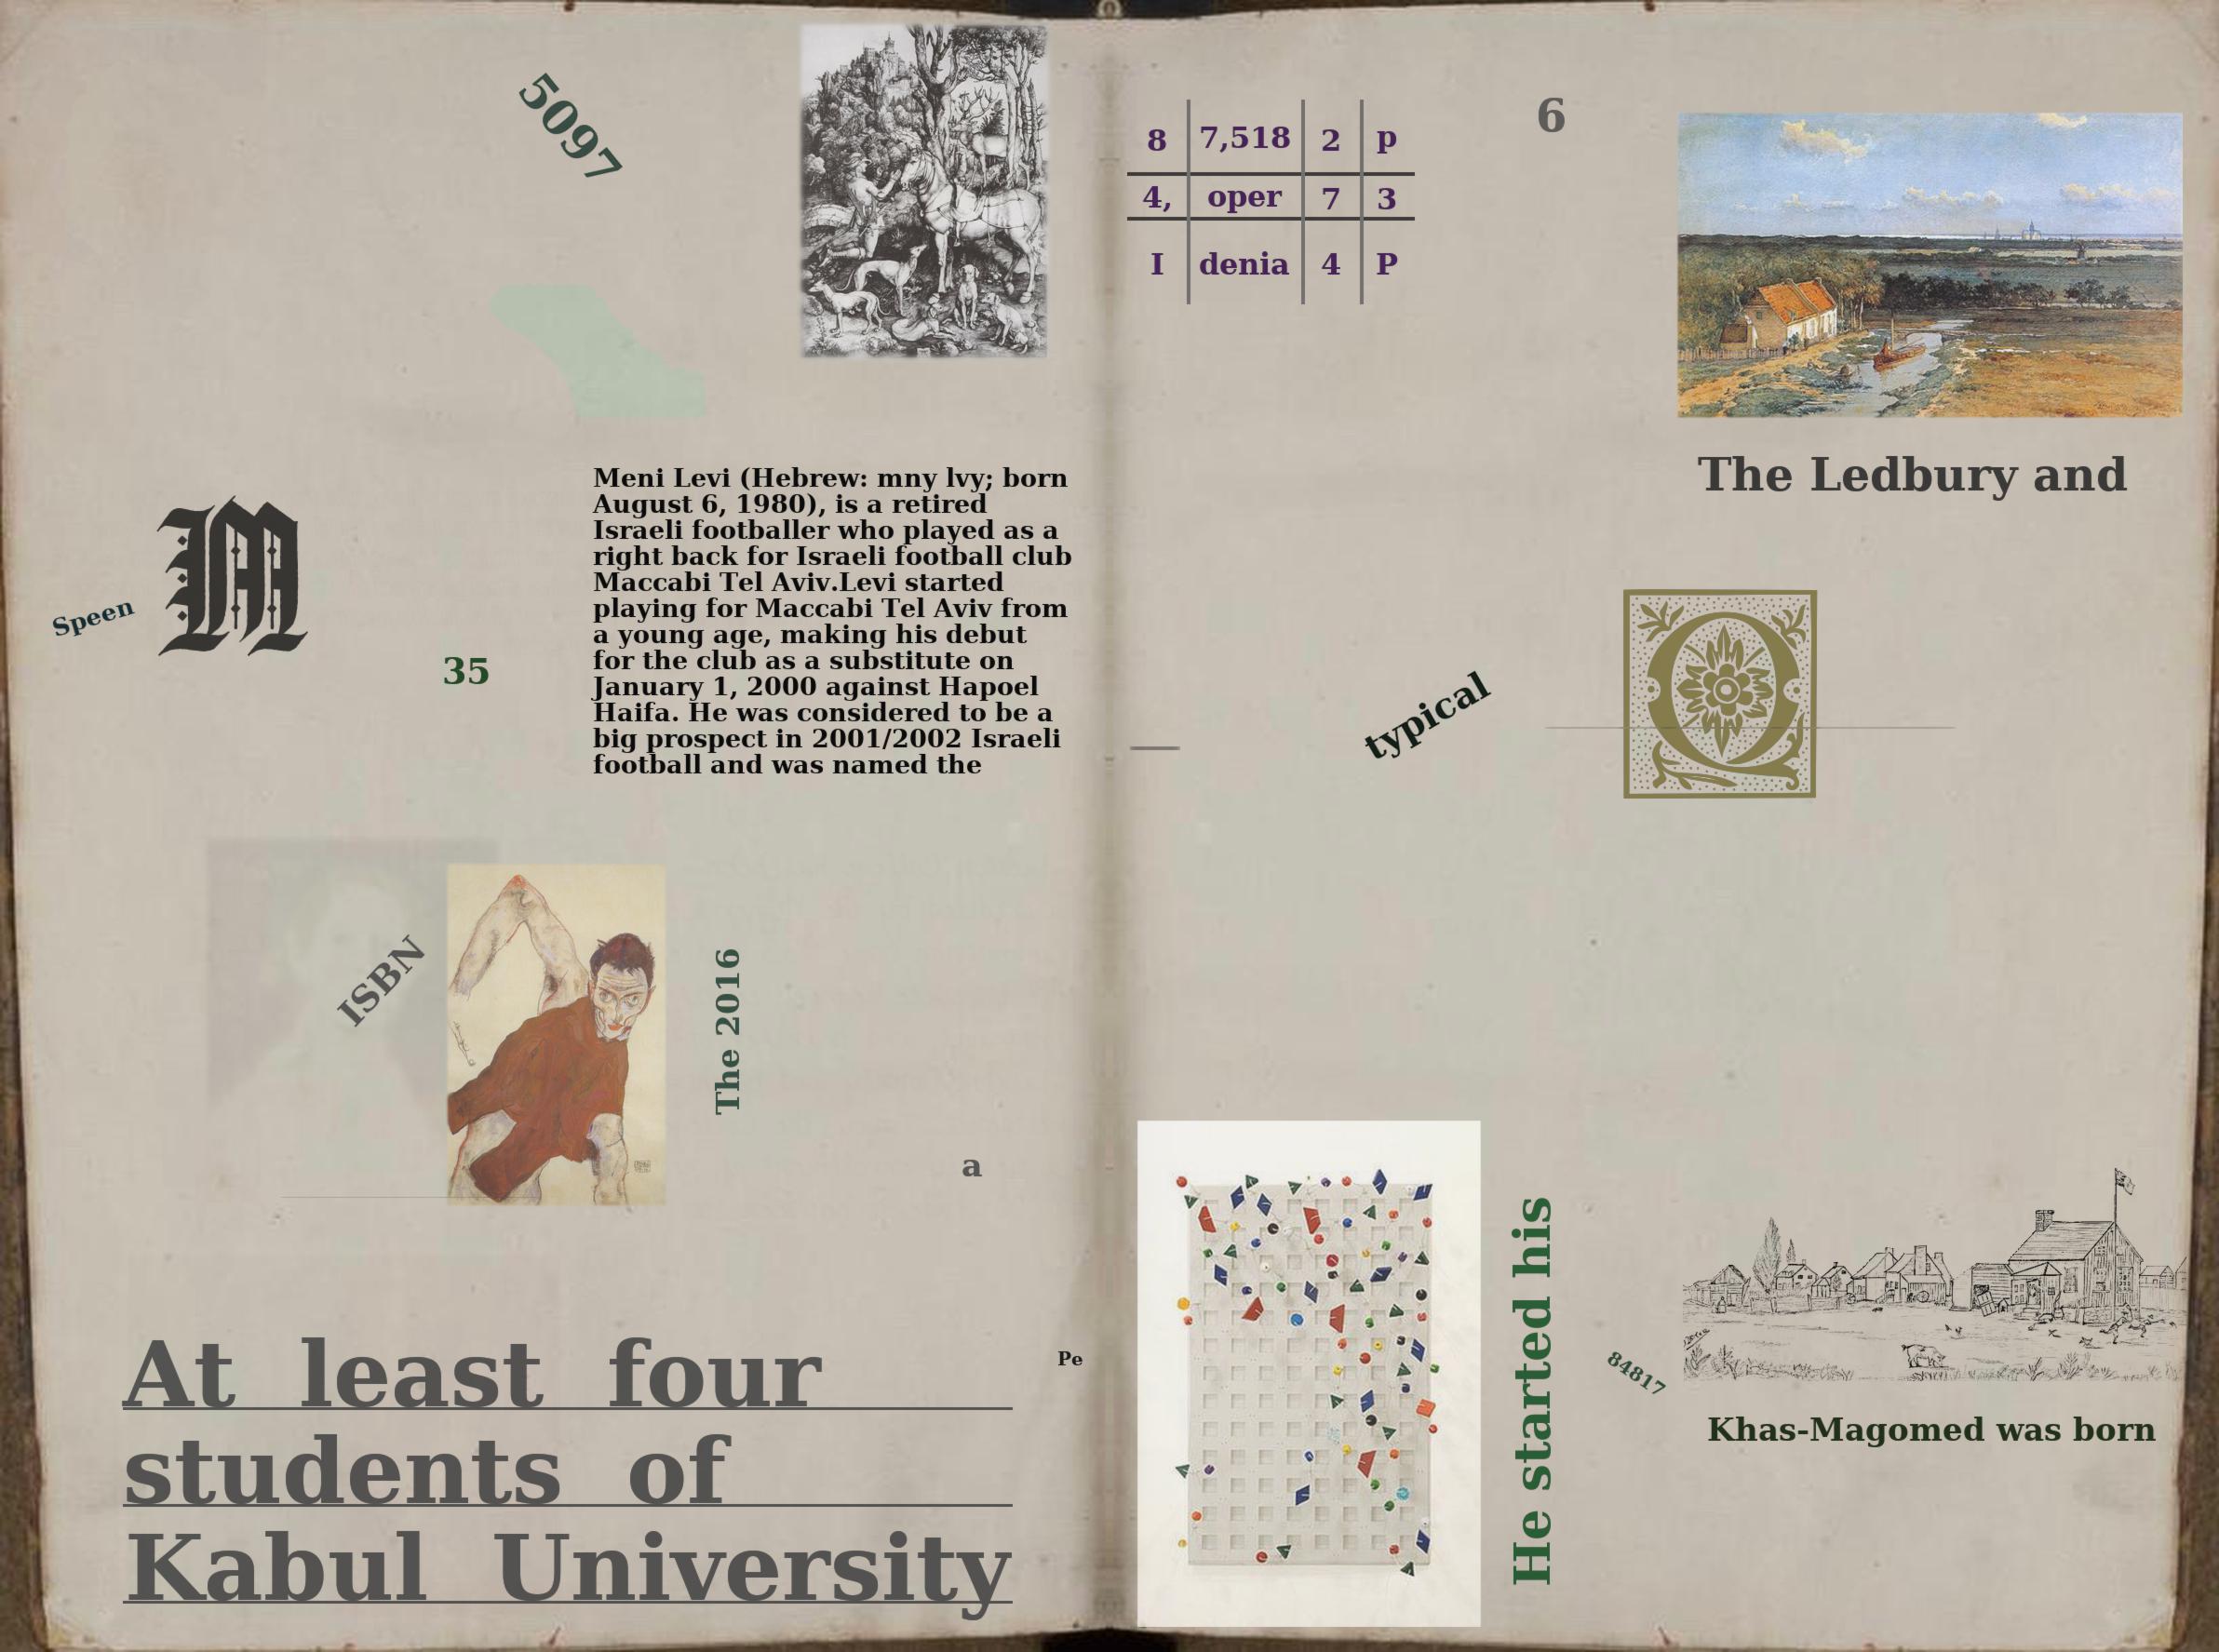 5097
Speen
M
35
Meni Levi (Hebrew: mny lvy; born
August 6, 1980), is a retired
Israeli footballer who played as a
right back for Israeli football club
Maccabi Tel Aviv.Levi started
playing for Maccabi Tel Aviv from
a young age, making his debut
for the club as a substitute on
January 1, 2000 against Hapoel
Haifa. He was considered to be a
big prospect in 2001/2002 Israeli
football and was named the
ISBN
The 2016
a
At least four
students of
Kabul University
Pe
8 7,518 2 p
4, oper 7 3
I denia 4 P
6
The Ledbury and
typical
Q
He started his
84817
Khas-Magomed was born